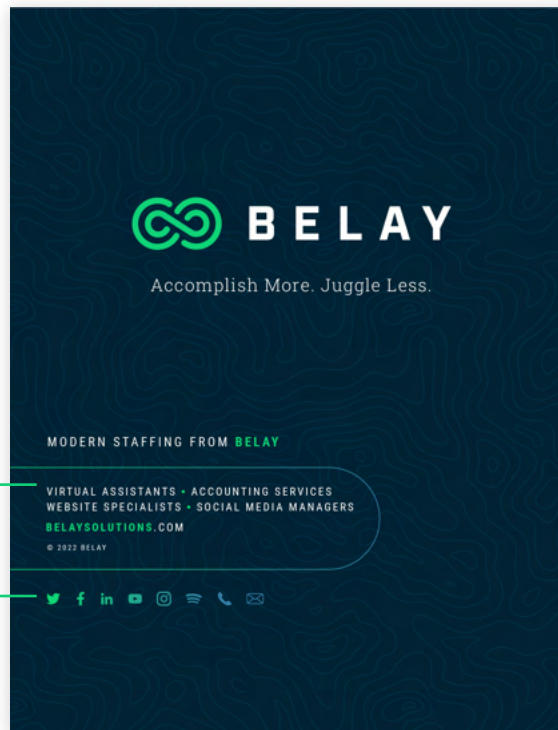 BELAY
Accomplish More. Juggle Less.
MODERN STAFFING FROM BELAY
VIRTUAL ASSISTANTS • ACCOUNTING SERVICES
WEBSITE SPECIALISTS • SOCIAL MEDIA MANAGERS
BELAYSOLUTIONS.COM
© 2022 BELAY